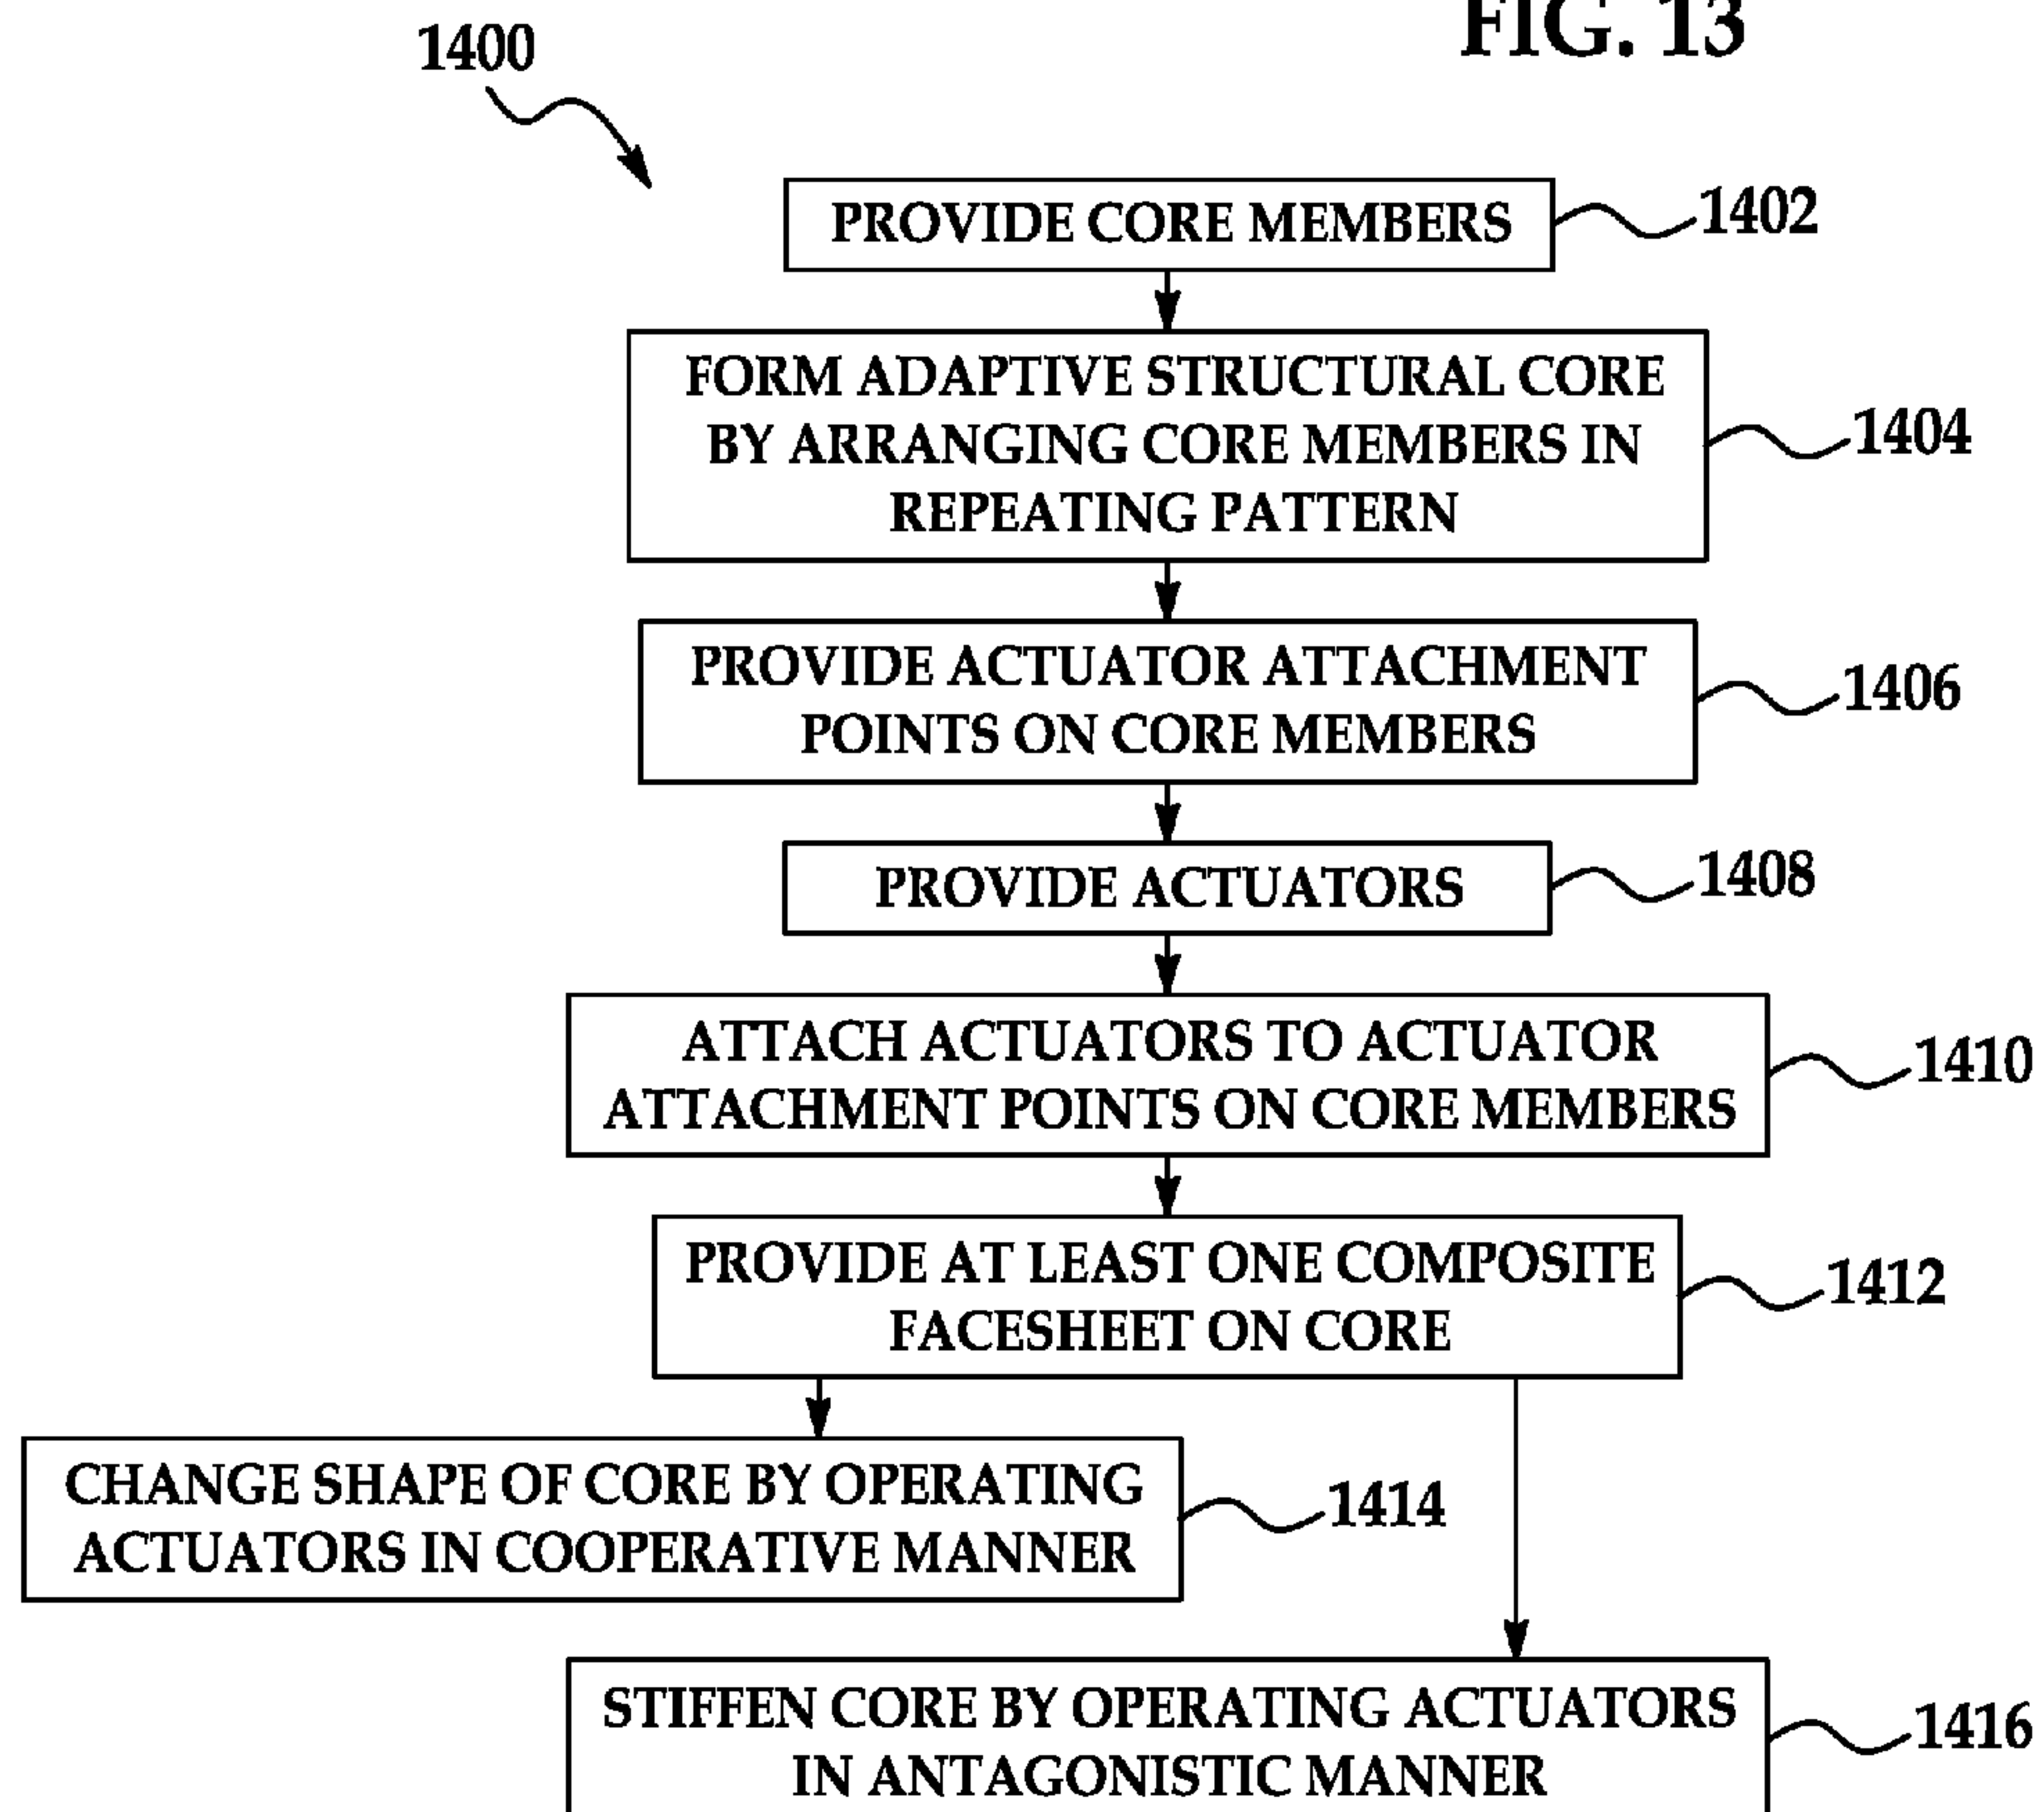 FIG. 13
1400
PROVIDE CORE MEMBERS
1402
FORM ADAPTIVE STRUCTURAL CORE
BY ARRANGING CORE MEMBERS IN
REPEATING PATTERN
1404
PROVIDE ACTUATOR ATTACHMENT
POINTS ON CORE MEMBERS
1406
PROVIDE ACTUATORS
1408
ATTACH ACTUATORS TO ACTUATOR
ATTACHMENT POINTS ON CORE MEMBERS
1410
PROVIDE AT LEAST ONE COMPOSITE
FACESHEET ON CORE
1412
CHANGE SHAPE OF CORE BY OPERATING
ACTUATORS IN COOPERATIVE MANNER
1414
STIFFEN CORE BY OPERATING ACTUATORS
IN ANTAGONISTIC MANNER
1416